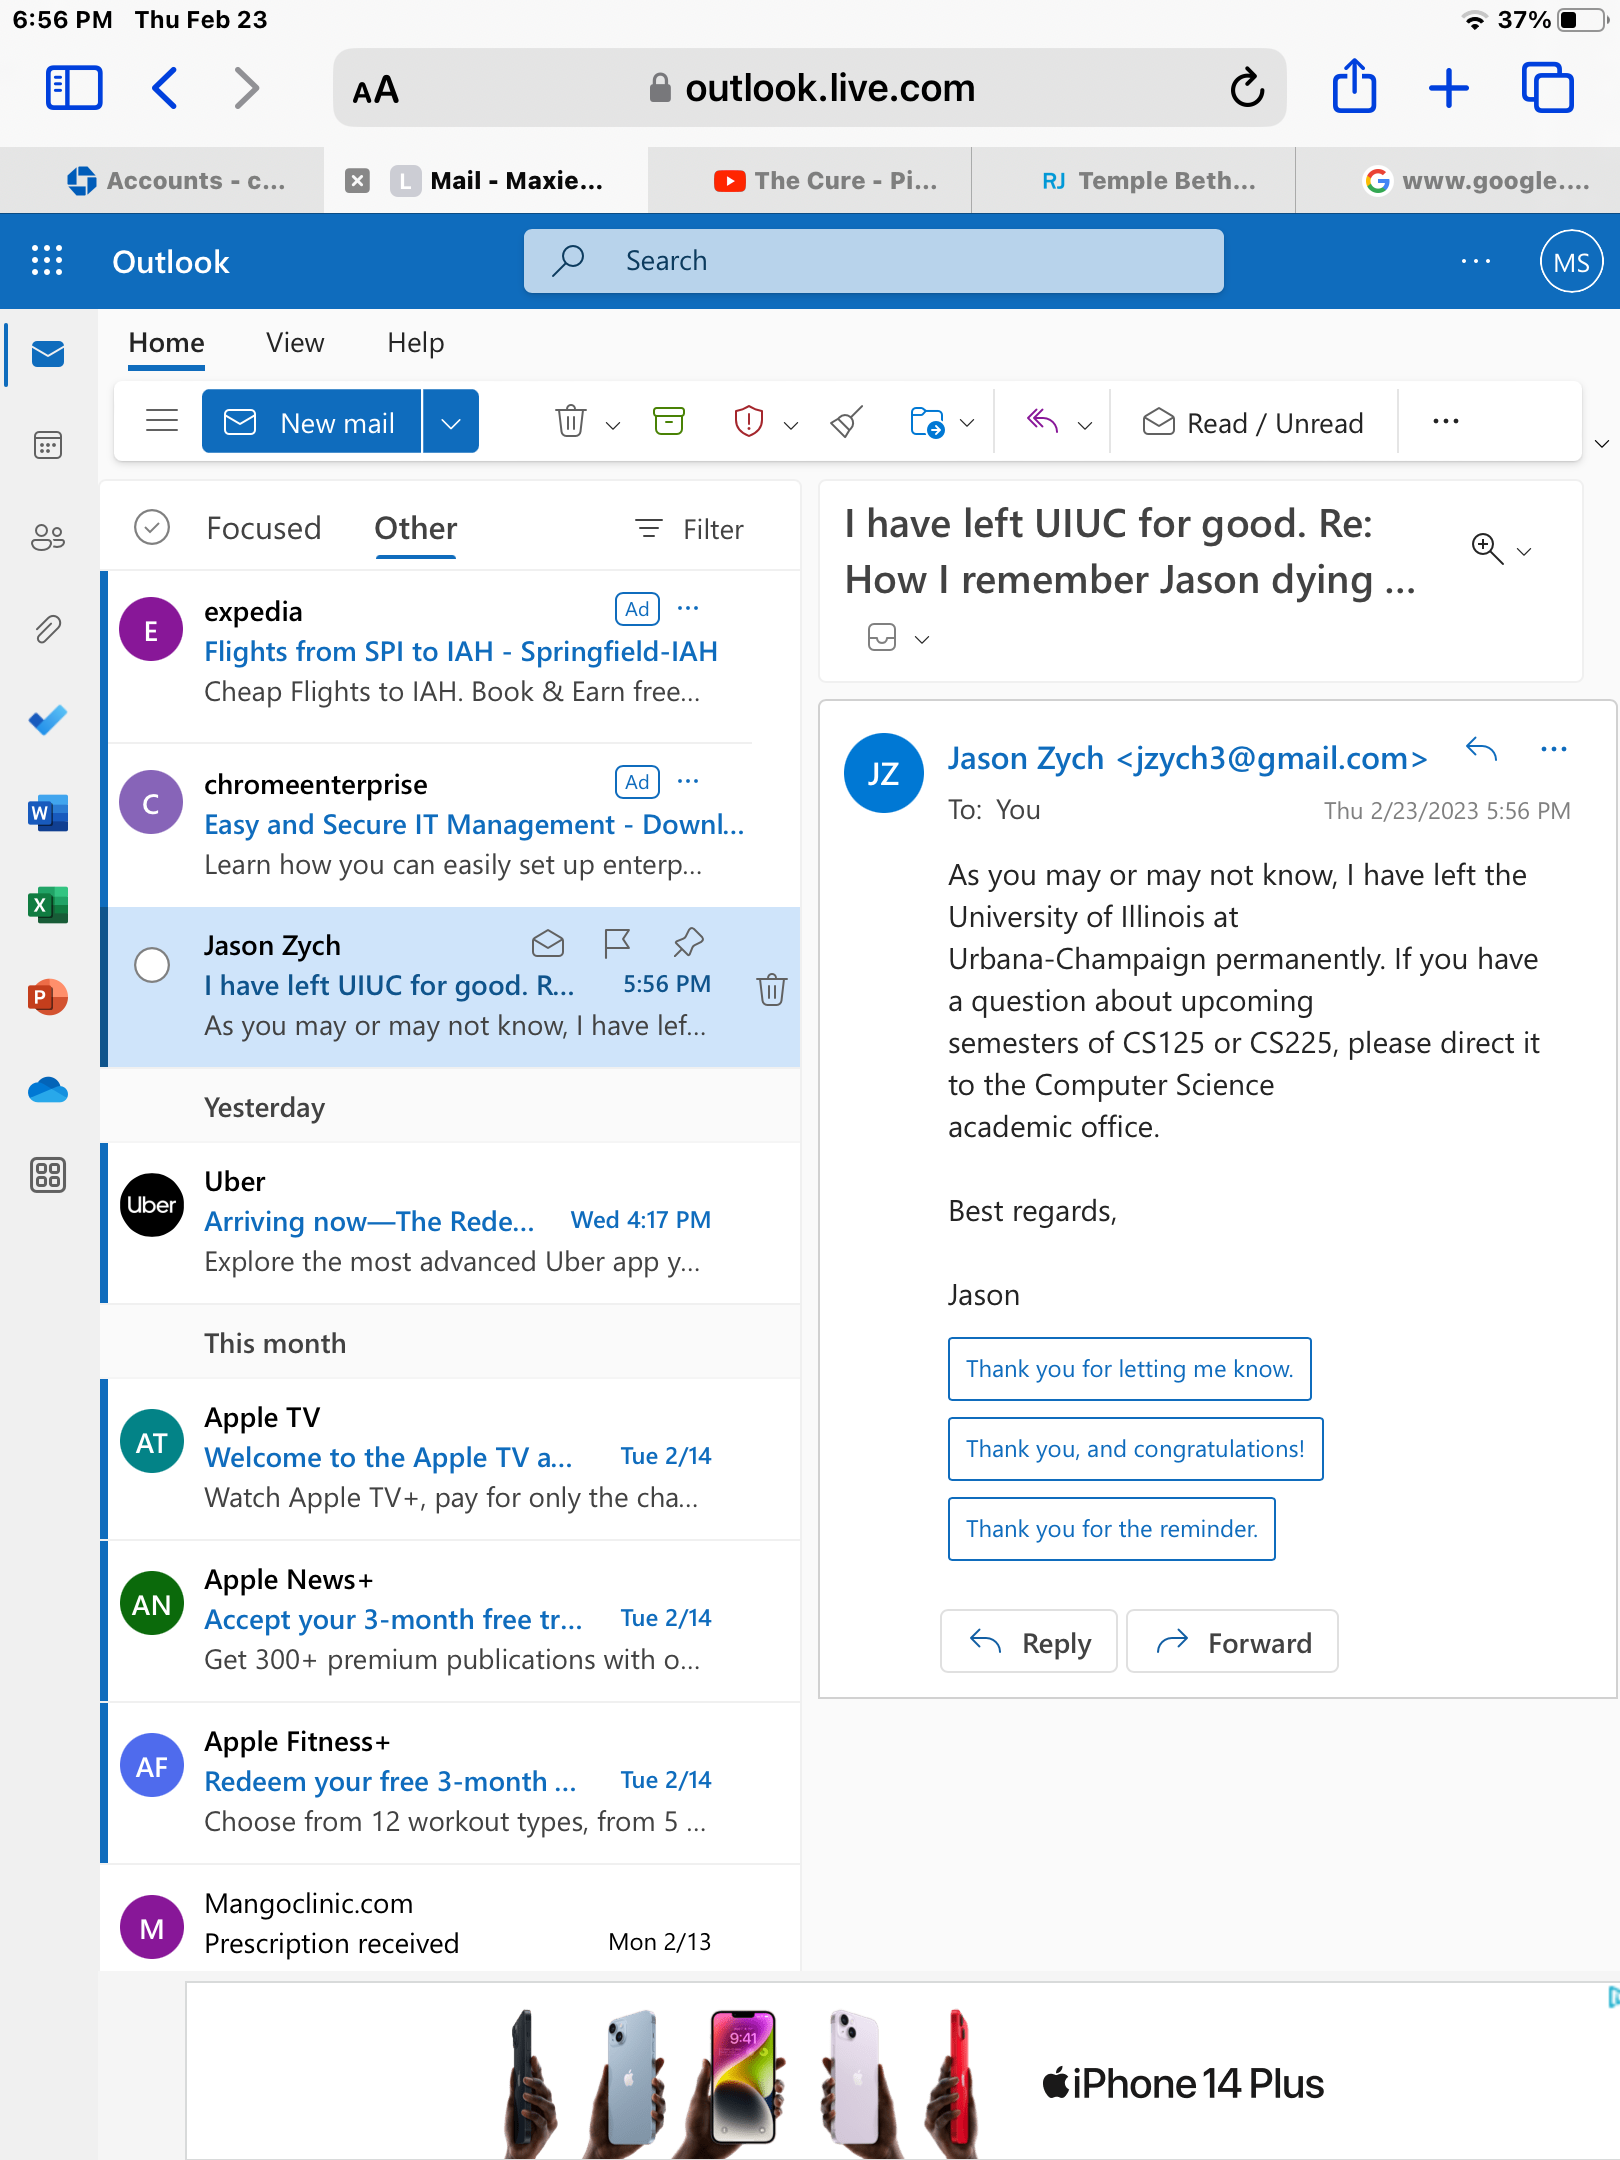 6:56 PM Thu Feb 23
37%
AA
outlook.live.com
Accounts - c...
L Mail - Maxie...
The Cure - Pi...
RJ Temple Beth...
www.google....
Outlook
Search
MS
Home View Help
New mail
Read / Unread
Focused Other Filter
E
expedia Ad
Flights from SPI to IAH - Springfield-IAH
Cheap Flights to IAH. Book & Earn free...
C
chromeenterprise Ad
Easy and Secure IT Management - Downl...
Learn how you can easily set up enterp...
Jason Zych
I have left UIUC for good. R... 5:56 PM
As you may or may not know, I have lef...
Yesterday
Uber
Uber
Arriving now—The Rede... Wed 4:17 PM
Explore the most advanced Uber app y...
This month
AT
Apple TV
Welcome to the Apple TV a... Tue 2/14
Watch Apple TV+, pay for only the cha...
AN
Apple News+
Accept your 3-month free tr... Tue 2/14
Get 300+ premium publications with o...
AF
Apple Fitness+
Redeem your free 3-month ... Tue 2/14
Choose from 12 workout types, from 5 ...
M
Mangoclinic.com
Prescription received Mon 2/13
W
X
P
I have left UIUC for good. Re:
How I remember Jason dying ...
JZ
Jason Zych <jzych3@gmail.com>
To: You Thu 2/23/2023 5:56 PM
As you may or may not know, I have left the
University of Illinois at
Urbana-Champaign permanently. If you have
a question about upcoming
semesters of CS125 or CS225, please direct it
to the Computer Science
academic office.
Best regards,
Jason
Thank you for letting me know.
Thank you, and congratulations!
Thank you for the reminder.
Reply
Forward
9:41
iPhone 14 Plus